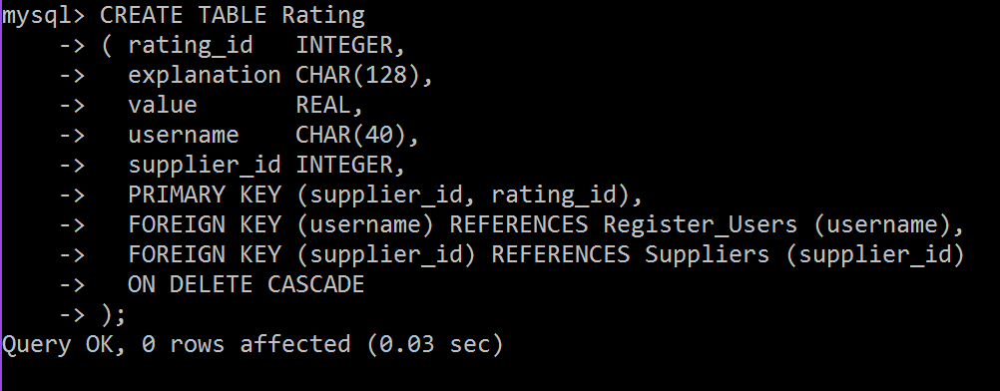 mysql> CREATE TABLE Rating
    -> ( rating_id   INTEGER,
    ->   explanation CHAR(128),
    ->   value       REAL,
    ->   username    CHAR(40),
    ->   supplier_id INTEGER,
    ->   PRIMARY KEY (supplier_id, rating_id),
    ->   FOREIGN KEY (username) REFERENCES Register_Users (username),
    ->   FOREIGN KEY (supplier_id) REFERENCES Suppliers (supplier_id)
    ->   ON DELETE CASCADE
    -> );
Query OK, 0 rows affected (0.03 sec)